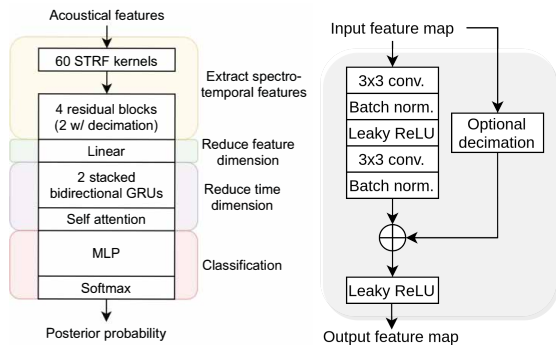 Acoustical features
60 STRF kernels
Extract spectro-
temporal features
4 residual blocks
(2 w/ decimation)
Linear
Reduce feature
dimension
2 stacked
bidirectional GRUs
Reduce time
dimension
Self attention
MLP
Classification
Softmax
Posterior probability
Input feature map
3x3 conv.
Batch norm.
Leaky ReLU
3x3 conv.
Batch norm.
Optional
decimation
Leaky ReLU
Output feature map